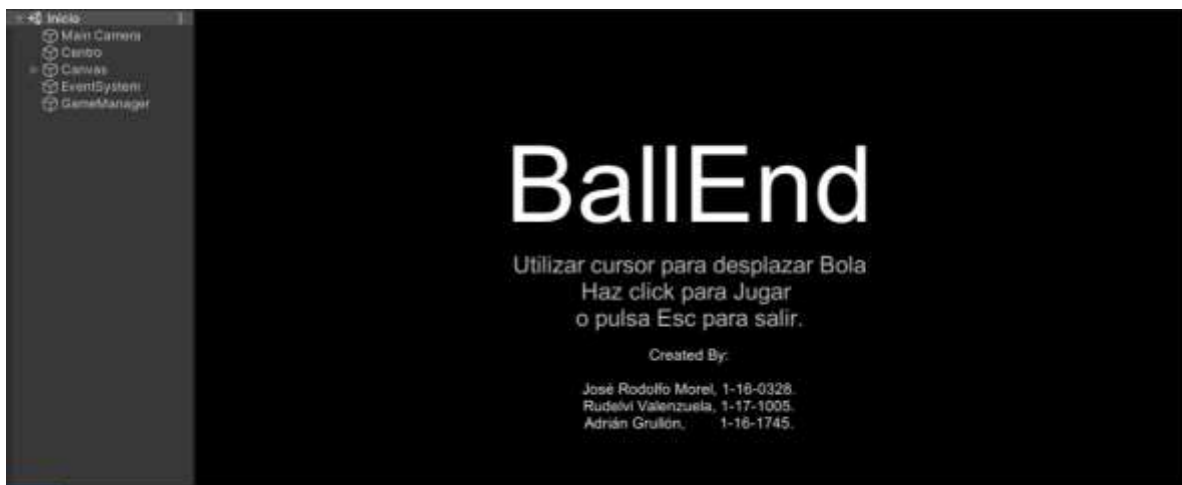 Inicio
Main Camera
Centro
Canvas
EventSystem
GameManager
BallEnd
Utilizar cursor para desplazar Bola
Haz click para Jugar
o pulsa Esc para salir.
Created By:
José Rodolfo Morel, 1-16-0328.
Rudelvi Valenzuela, 1-17-1005.
Adrián Grullón, 1-16-1745.